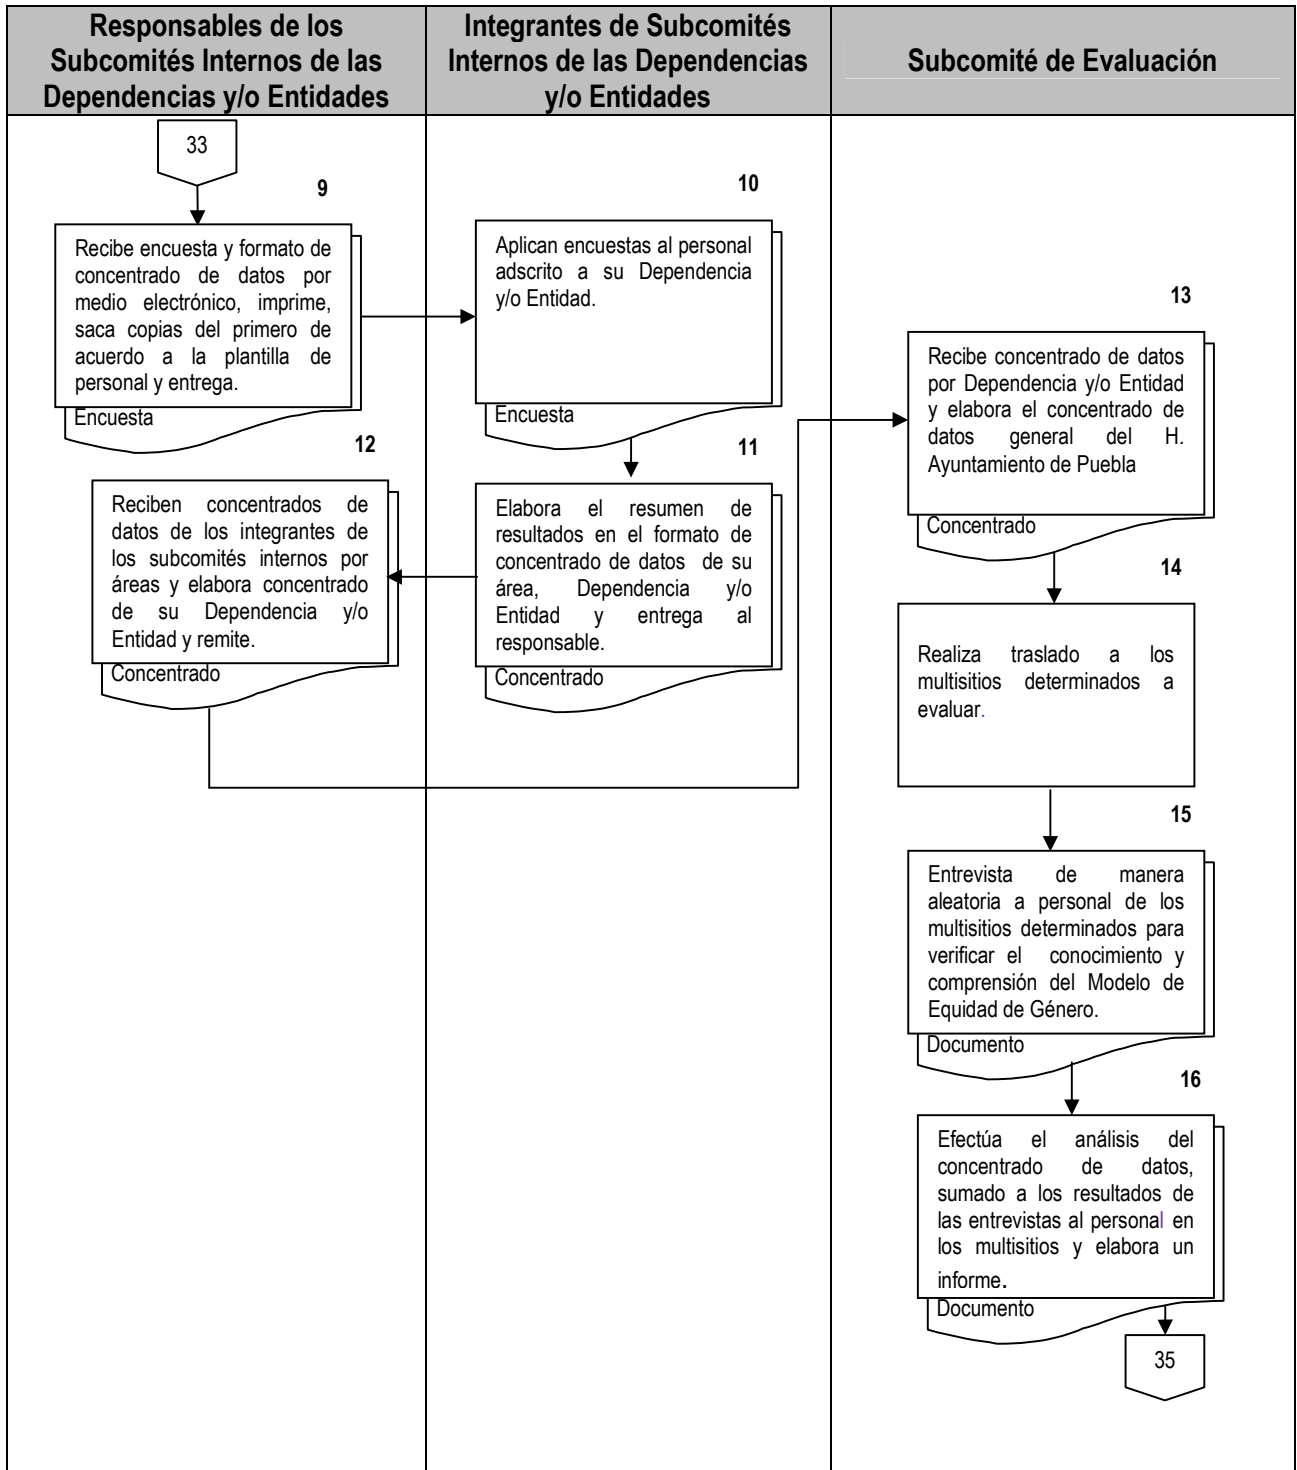 Responsables de los
Subcomités Internos de las
Dependencias y/o Entidades
Integrantes de Subcomités
Internos de las Dependencias
y/o Entidades
Subcomité de Evaluación
33
9
Recibe encuesta y formato de
concentrado de datos por
medio electrónico, imprime,
saca copias del primero de
acuerdo a la plantilla de
personal y entrega.
Encuesta
10
Aplican encuestas al personal
adscrito a su Dependencia
y/o Entidad.
Encuesta
11
Elabora el resumen de
resultados en el formato de
concentrado de datos de su
área, Dependencia y/o
Entidad y entrega al
responsable.
Concentrado
12
Reciben concentrados de
datos de los integrantes de
los subcomités internos por
áreas y elabora concentrado
de su Dependencia y/o
Entidad y remite.
Concentrado
13
Recibe concentrado de datos
por Dependencia y/o Entidad
y elabora el concentrado de
datos general del H.
Ayuntamiento de Puebla
Concentrado
14
Realiza traslado a los
multisitios determinados a
evaluar.
15
Entrevista de manera
aleatoria a personal de los
multisitios determinados para
verificar el conocimiento y
comprensión del Modelo de
Equidad de Género.
Documento
16
Efectúa el análisis del
concentrado de datos,
sumado a los resultados de
las entrevistas al personal en
los multisitios y elabora un
informe.
Documento
35